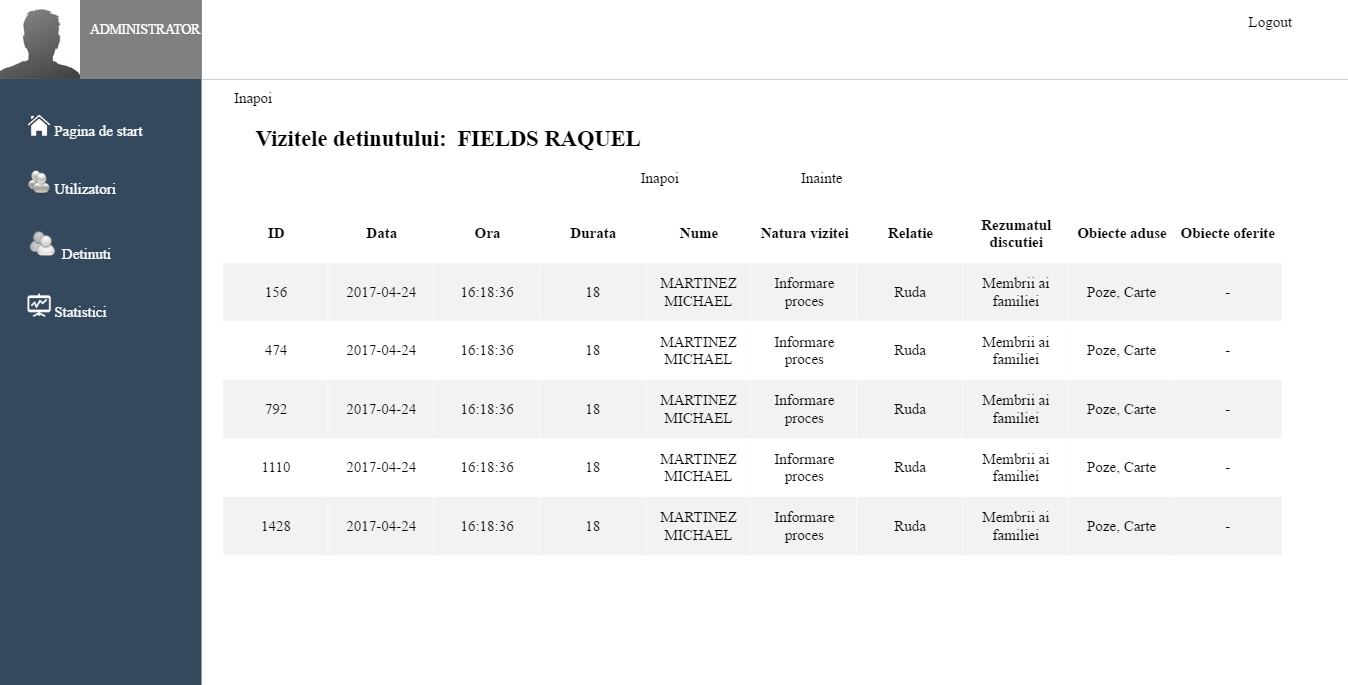 ADMINISTRATOR
Logout
Pagina de start
Utilizatori
Detinuti
Statistici
Inapoi
Vizitele detinutului: FIELDS RAQUEL
Inapoi Inainte
ID Data Ora Durata Nume Natura vizitei Relatie Rezumatul discutiei Obiecte aduse Obiecte oferite
156 2017-04-24 16:18:36 18 MARTINEZ MICHAEL Informare proces Ruda Membrii ai familiei Poze, Carte -
474 2017-04-24 16:18:36 18 MARTINEZ MICHAEL Informare proces Ruda Membrii ai familiei Poze, Carte -
792 2017-04-24 16:18:36 18 MARTINEZ MICHAEL Informare proces Ruda Membrii ai familiei Poze, Carte -
1110 2017-04-24 16:18:36 18 MARTINEZ MICHAEL Informare proces Ruda Membrii ai familiei Poze, Carte -
1428 2017-04-24 16:18:36 18 MARTINEZ MICHAEL Informare proces Ruda Membrii ai familiei Poze, Carte -